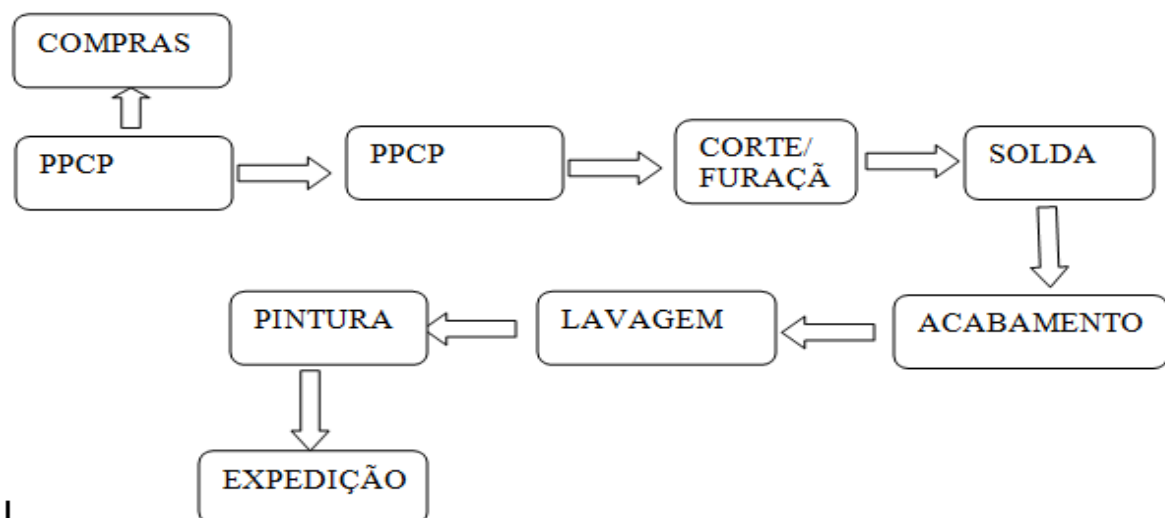 COMPRAS
PPCP
PPCP
CORTE/
FURAÇÃ
SOLDA
ACABAMENTO
LAVAGEM
PINTURA
EXPEDIÇÃO